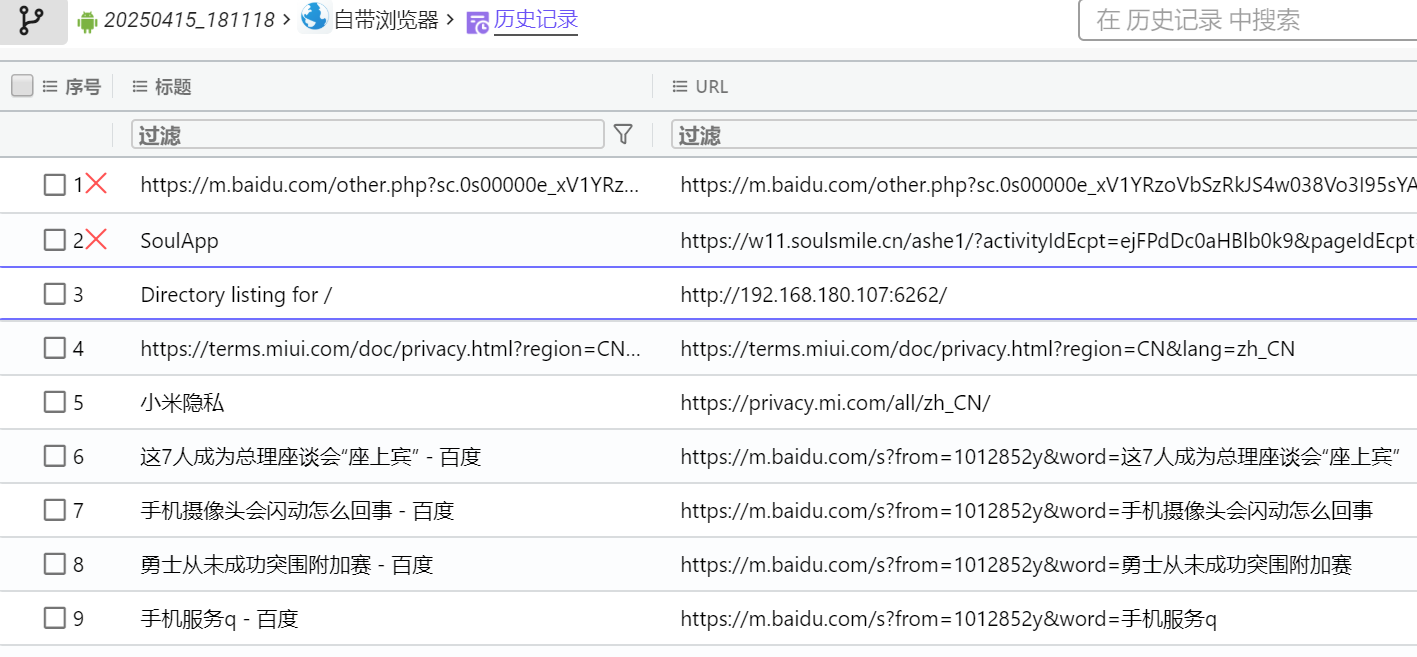 20250415_181118 > 自带浏览器 > 历史记录 在 历史记录 中搜索
序号 标题 URL
过滤 过滤
1 https://m.baidu.com/other.php?sc.0s00000e_xV1YRz... https://m.baidu.com/other.php?sc.0s00000e_xV1YRzoVbSzRkJS4w038Vo3I95sYA
2 SoulApp https://w11.soulsmile.cn/ashe1/?activityIdEcpt=ejFPdDc0aHBlb0k9&pageIdEcpt=
3 Directory listing for / http://192.168.180.107:6262/
4 https://terms.miui.com/doc/privacy.html?region=CN... https://terms.miui.com/doc/privacy.html?region=CN&lang=zh_CN
5 小米隐私 https://privacy.mi.com/all/zh_CN/
6 这7人成为总理座谈会“座上宾” - 百度 https://m.baidu.com/s?from=1012852y&word=这7人成为总理座谈会“座上宾”
7 手机摄像头会闪动怎么回事 - 百度 https://m.baidu.com/s?from=1012852y&word=手机摄像头会闪动怎么回事
8 勇士从未成功突围附加赛 - 百度 https://m.baidu.com/s?from=1012852y&word=勇士从未成功突围附加赛
9 手机服务q - 百度 https://m.baidu.com/s?from=1012852y&word=手机服务q